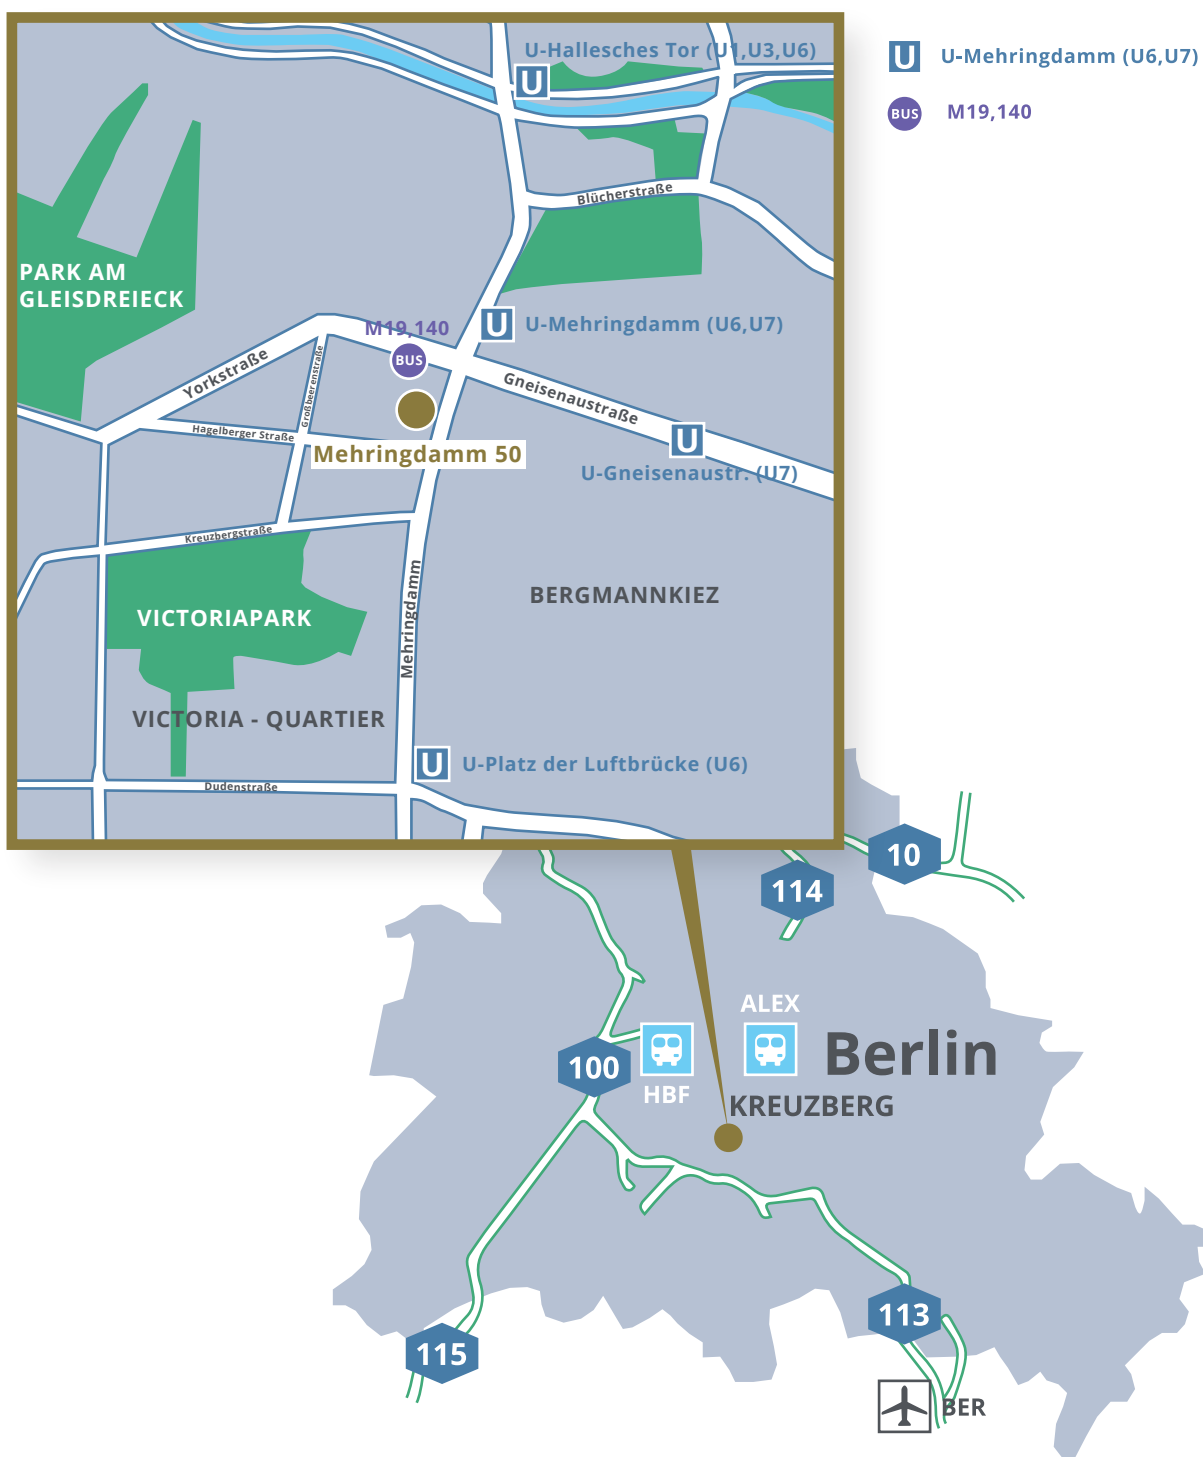 U-Hallesches Tor (U1,U3,U6)
U
U
U-Mehringdamm (U6,U7)
BUS
M19,140
Blücherstraße
PARK AM
GLEISDREIECK
M19,140
U
U-Mehringdamm (U6,U7)
BUS
Yorkstraße
Großbeerenstraße
Gneisenaustraße
Hagelberger Straße
Mehringdamm 50
U
U-Gneisenaustr. (U7)
Kreuzbergstraße
Mehringdamm
BERGMANNKIEZ
VICTORIAPARK
VICTORIA - QUARTIER
U
U-Platz der Luftbrücke (U6)
Dudenstraße
10
114
ALEX
Berlin
100
HBF
KREUZBERG
113
115
BER